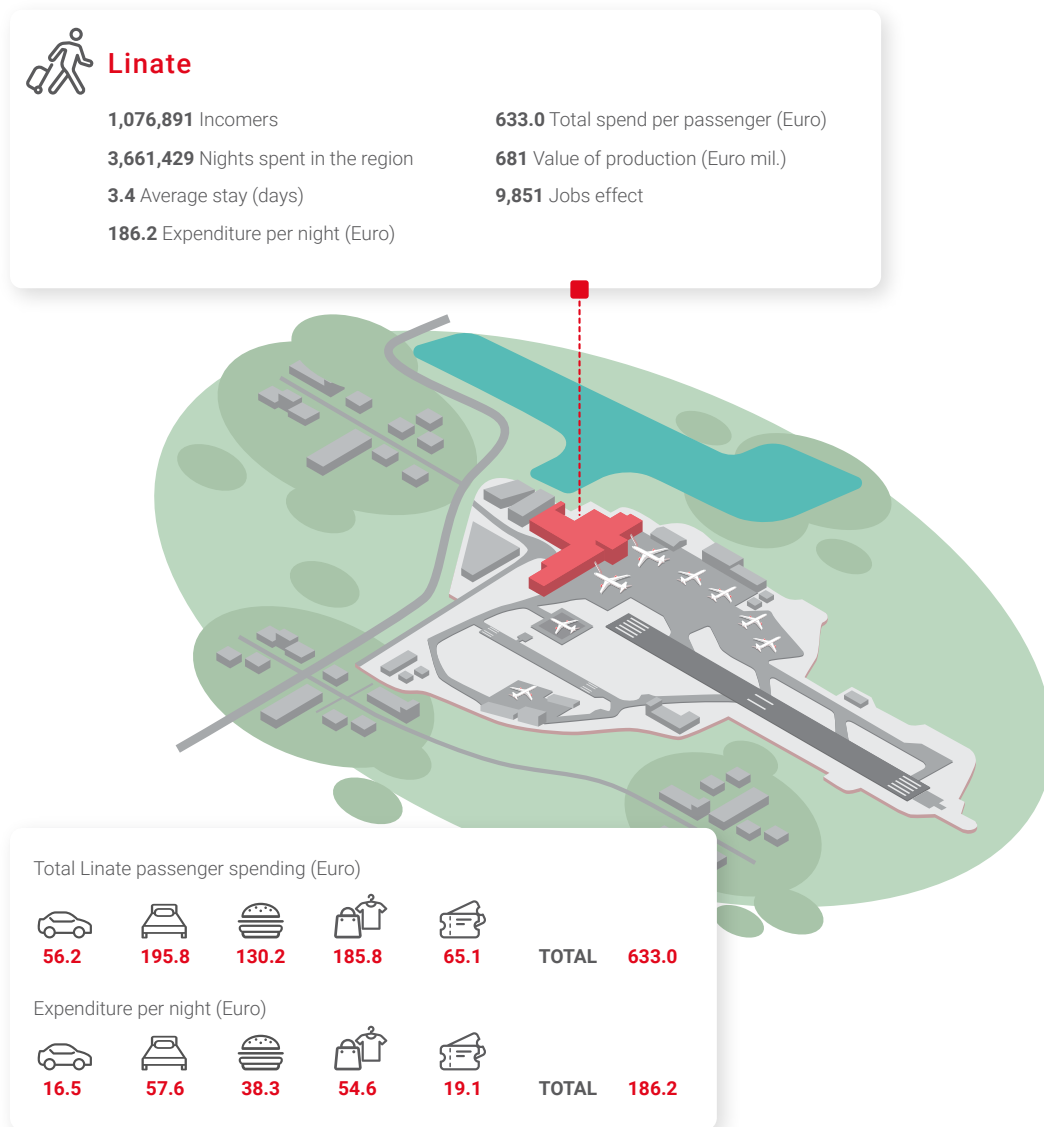 Linate
1,076,891 Incomers
3,661,429 Nights spent in the region
3.4 Average stay (days)
186.2 Expenditure per night (Euro)
633.0 Total spend per passenger (Euro)
681 Value of production (Euro mil.)
9,851 Jobs effect
Total Linate passenger spending (Euro)
56.2 195.8 130.2 185.8 65.1 TOTAL 633.0
Expenditure per night (Euro)
16.5 57.6 38.3 54.6 19.1 TOTAL 186.2